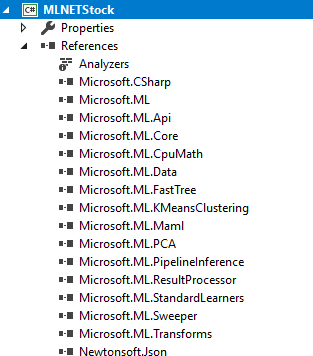 C# MLNETStock
Properties
References
Analyzers
Microsoft.CSharp
Microsoft.ML
Microsoft.ML.Api
Microsoft.ML.Core
Microsoft.ML.CpuMath
Microsoft.ML.Data
Microsoft.ML.FastTree
Microsoft.ML.KMeansClustering
Microsoft.ML.Maml
Microsoft.ML.PCA
Microsoft.ML.PipelineInference
Microsoft.ML.ResultProcessor
Microsoft.ML.StandardLearners
Microsoft.ML.Sweeper
Microsoft.ML.Transforms
Newtonsoft.Json